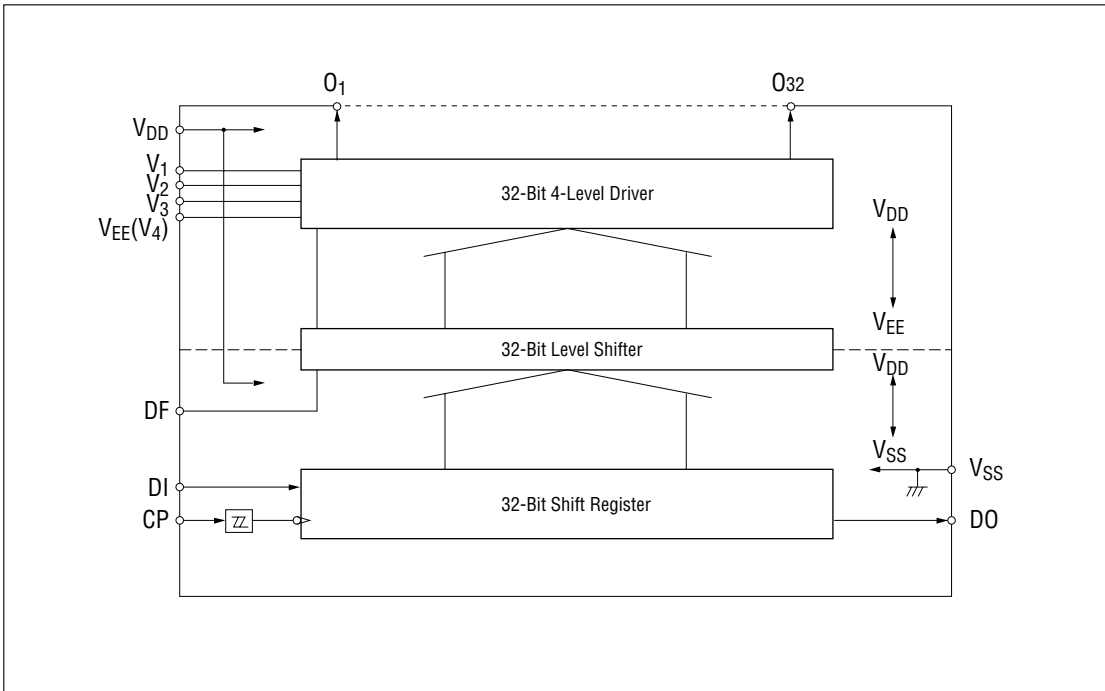 O1
O32
VDD
V1
V2
V3
VEE(V4)
32-Bit 4-Level Driver
VDD
VEE
32-Bit Level Shifter
VDD
DF
VSS
VSS
DI
32-Bit Shift Register
CP
DO